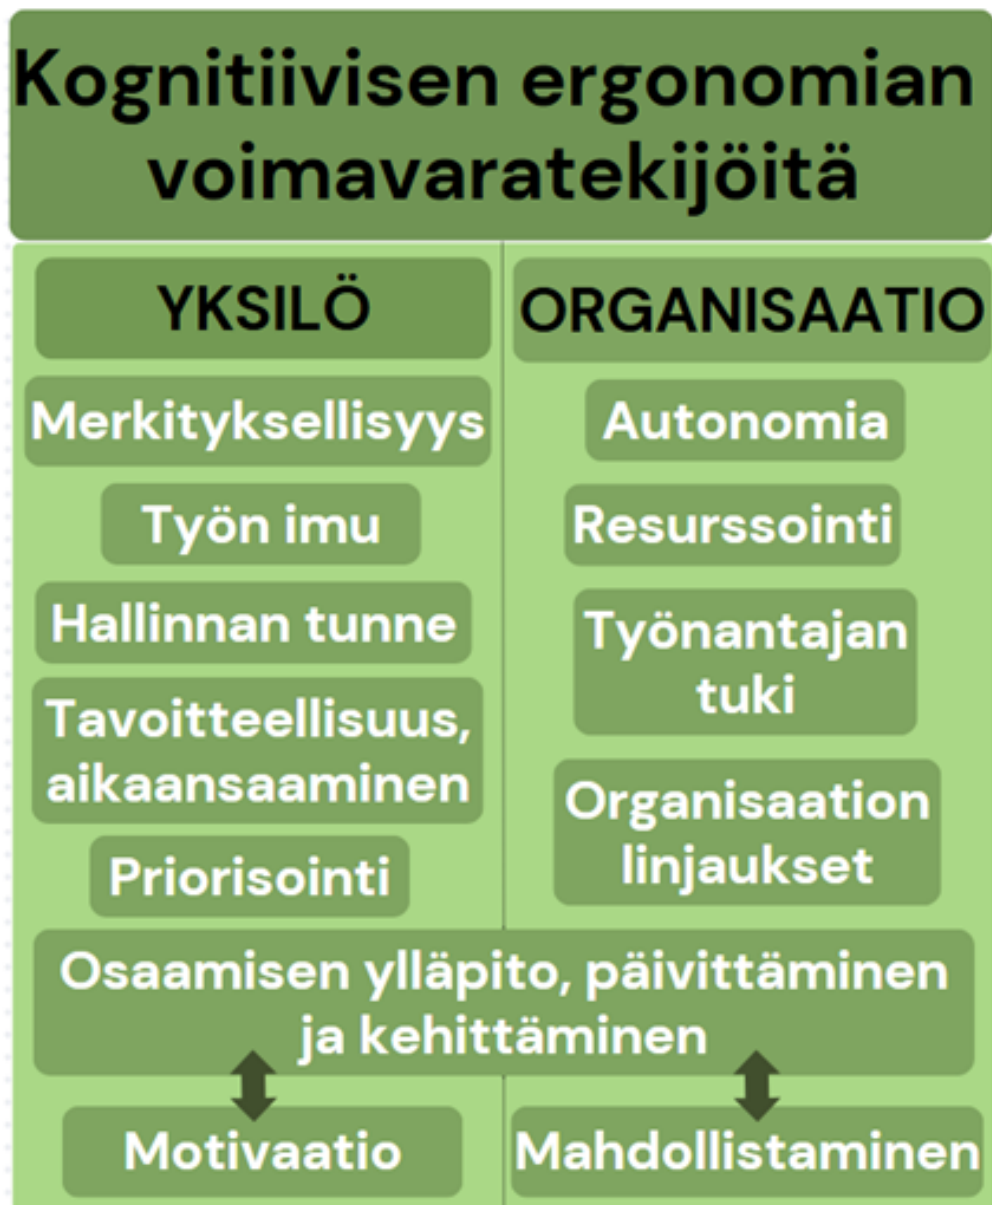 Kognitiivisen ergonomian
voimavaratekijöitä
YKSILÖ
Merkityksellisyys
Työn imu
Hallinnan tunne
Tavoitteellisuus,
aikaansaaminen
Priorisointi
ORGANISAATIO
Autonomia
Resurssointi
Työnantajan
tuki
Organisaation
linjaukset
Osaamisen ylläpito, päivittäminen
ja kehittäminen
Motivaatio
Mahdollistaminen